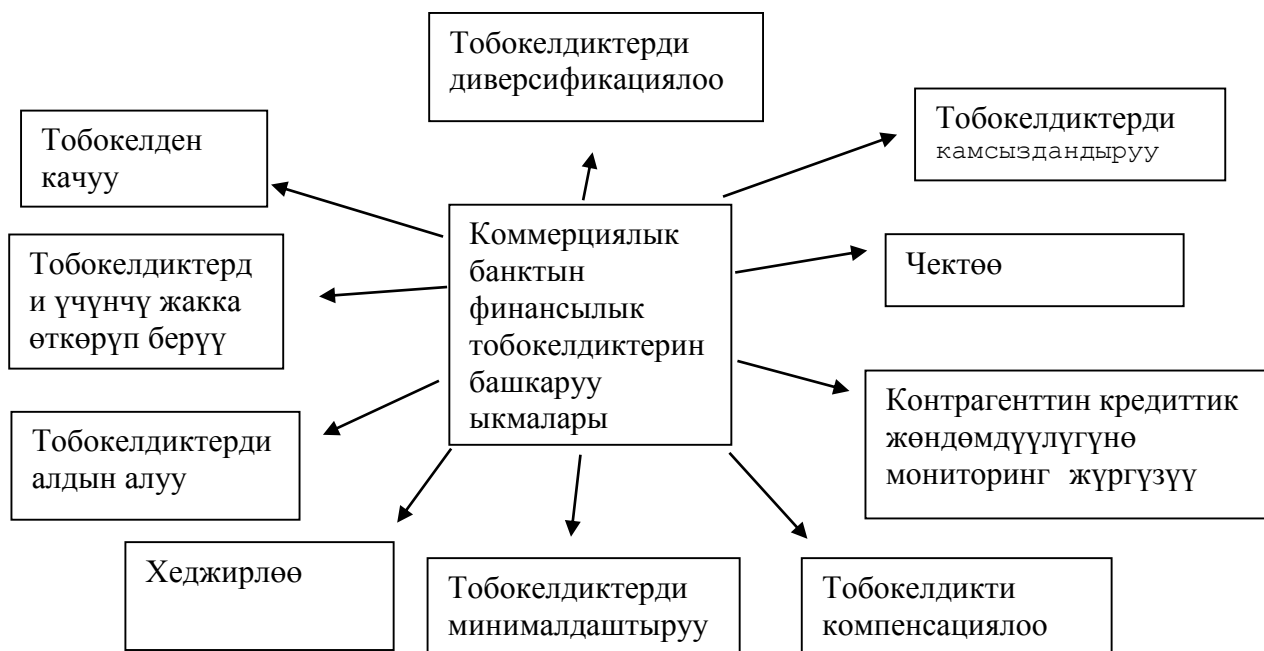 Тобокелдиктерди
диверсификациялоо
Тобокелден
качуу
Тобокелдиктерди
камсыздандыруу
Коммерциялык
банктын
финансылык
тобокелдиктерин
башкаруу
ыкмалары
Тобокелдиктерд
и үчүнчү жакка
өткөрүп берүү
Чектөө
Контрагенттин кредиттик
жөндөмдүүлүгүнө
мониторинг жүргүзүү
Тобокелдиктерди
алдын алуу
Хеджирлөө
Тобокелдиктерди
минималдаштыруу
Тобокелдикти
компенсациялоо